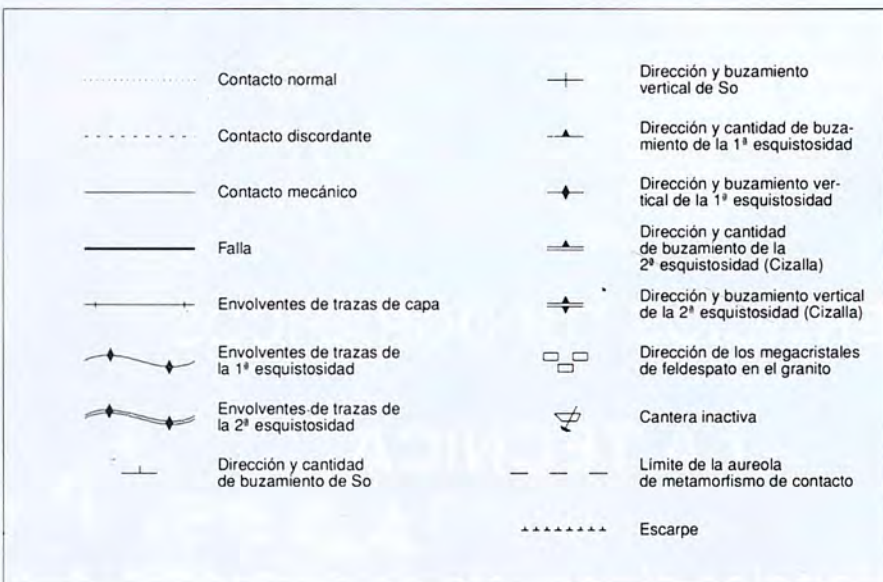 Contacto normal
Contacto discordante
Contacto mecánico
Falla
Envolventes de trazas de capa
Envolventes de trazas de
la 1ª esquistosidad
Envolventes de trazas de
la 2ª esquistosidad
Dirección y cantidad
de buzamiento de So
Dirección y buzamiento
vertical de So
Dirección y cantidad de buza-
miento de la 1ª esquistosidad
Dirección y buzamiento ver-
tical de la 1ª esquistosidad
Dirección y cantidad
de buzamiento de la
2ª esquistosidad (Cizalla)
Dirección y buzamiento vertical
de la 2ª esquistosidad (Cizalla)
Dirección de los megacristales
de feldespato en el granito
Cantera inactiva
Límite de la aureola
de metamorfismo de contacto
Escarpe